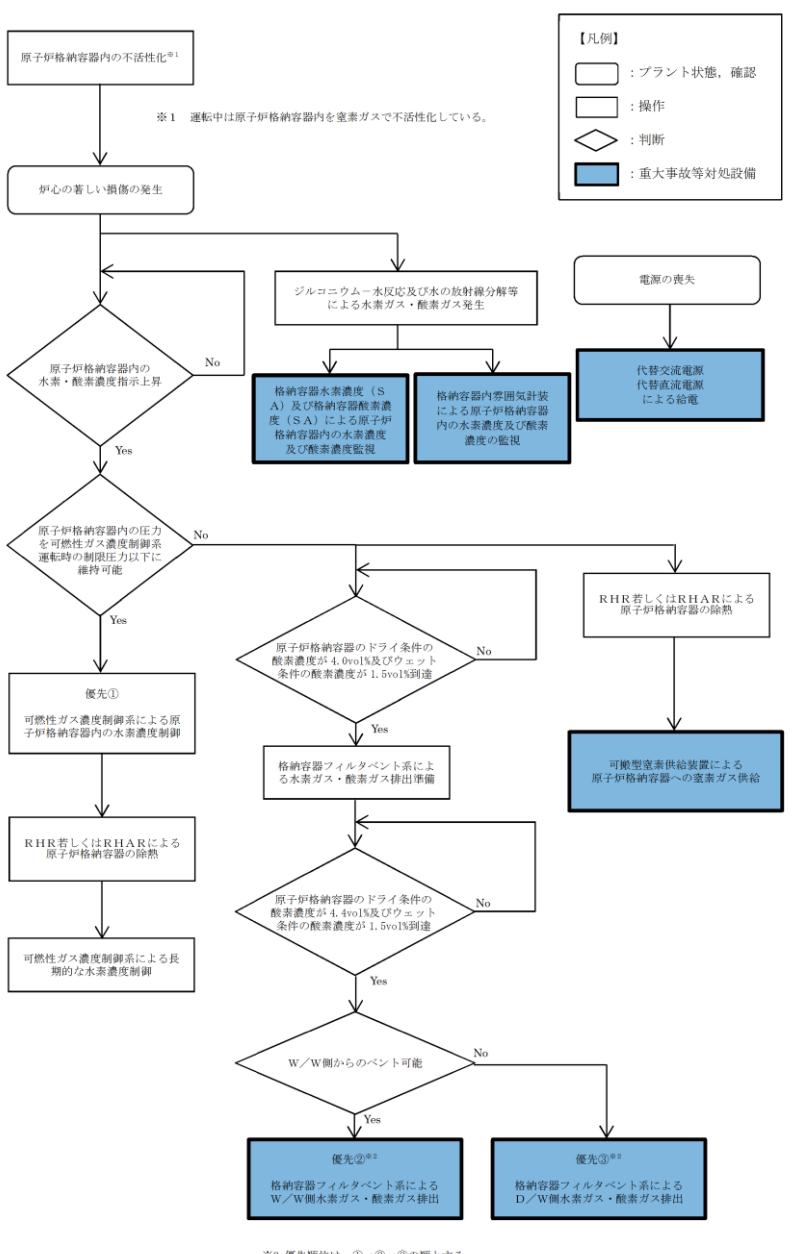 【凡例】
：プラント状態，確認
：操作
：判断
：重大事故等対処設備
原子炉格納容器内の不活性化※1
※１　運転中は原子炉格納容器内を窒素ガスで不活性化している。
炉心の著しい損傷の発生
ジルコニウム－水反応及び水の放射線分解等
による水素ガス・酸素ガス発生
電源の喪失
原子炉格納容器内の
水素・酸素濃度指示上昇
No
Yes
格納容器水素濃度（Ｓ
Ａ）及び格納容器酸素濃
度（ＳＡ）による原子炉
格納容器内の水素濃度
及び酸素濃度監視
格納容器内雰囲気計装
による原子炉格納容器
内の水素濃度及び酸素
濃度の監視
代替交流電源
代替直流電源
による給電
原子炉格納容器内の圧力
を可燃性ガス濃度制御系
運転時の制限圧力以下に
維持可能
No
Yes
優先①
可燃性ガス濃度制御系による原
子炉格納容器内の水素濃度制御
ＲＨＲ若しくはＲＨＡＲによる
原子炉格納容器の除熱
可燃性ガス濃度制御系による長
期的な水素濃度制御
原子炉格納容器のドライ条件の
酸素濃度が 4.0vol%及びウェット
条件の酸素濃度が 1.5vol%到達
No
Yes
格納容器フィルタベント系によ
る水素ガス・酸素ガス排出準備
原子炉格納容器のドライ条件の
酸素濃度が 4.4vol%及びウェット
条件の酸素濃度が 1.5vol%到達
No
Yes
Ｗ／Ｗ側からのベント可能
No
Yes
優先②※2
格納容器フィルタベント系による
Ｗ／Ｗ側水素ガス・酸素ガス排出
優先③※2
格納容器フィルタベント系による
Ｄ／Ｗ側水素ガス・酸素ガス排出
ＲＨＲ若しくはＲＨＡＲによる
原子炉格納容器の除熱
可搬型窒素供給装置による
原子炉格納容器への窒素ガス供給